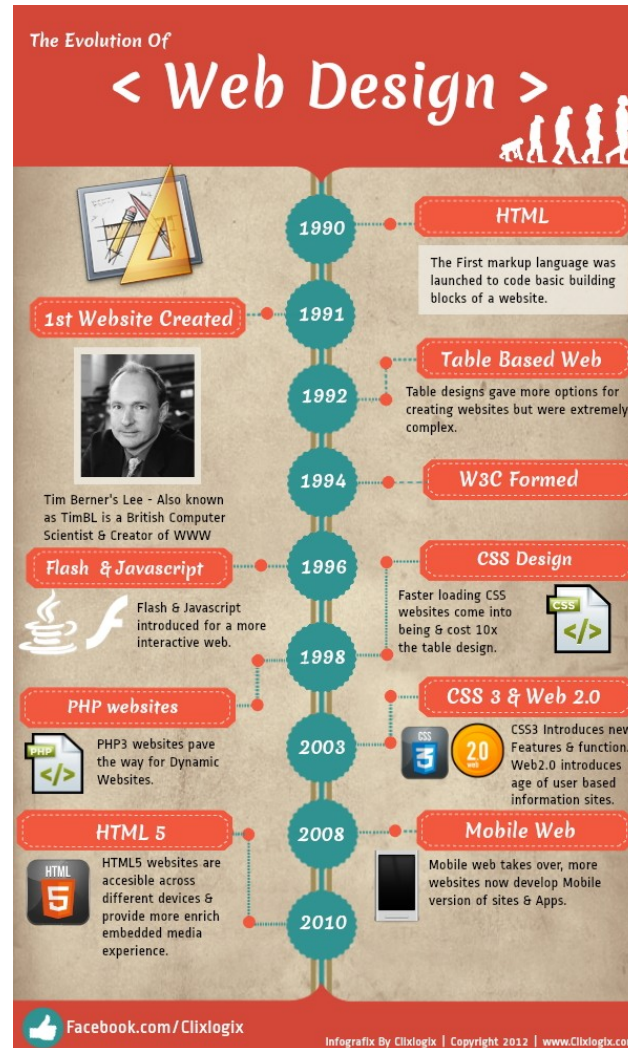 The Evolution Of
< Web Design >
1990
HTML
The First markup language was
launched to code basic building
blocks of a website.
1991
1st Website Created
Tim Berner's Lee - Also known
as TimBL is a British Computer
Scientist & Creator of WWW
1992
Table Based Web
Table designs gave more options for
creating websites but were extremely
complex.
1994
W3C Formed
1996
Flash & Javascript
Flash & Javascript
introduced for a more
interactive web.
1998
CSS Design
Faster loading CSS
websites come into
being & cost 10x
the table design.
CSS
</>
PHP websites
PHP
</>
PHP3 websites pave
the way for Dynamic
Websites.
2003
CSS 3 & Web 2.0
CSS
3
2.0
CSS3 Introduces new
Features & function.
Web2.0 introduces
age of user based
information sites.
2008
Mobile Web
Mobile web takes over, more
websites now develop Mobile
version of sites & Apps.
2010
HTML 5
HTML
5
HTML5 websites are
accesible across
different devices &
provide more enrich
embedded media
experience.
Facebook.com/Clixlogix
Infografix By Clixlogix | Copyright 2012 | www.Clixlogix.com